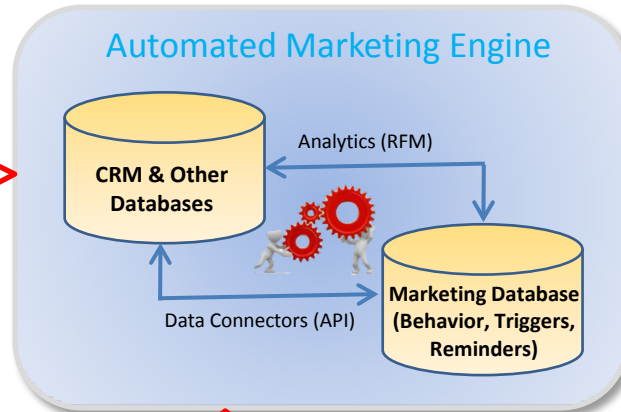 Automated Marketing Engine
Analytics (RFM)
CRM & Other
Databases
Marketing Database
(Behavior, Triggers,
Reminders)
Data Connectors (API)